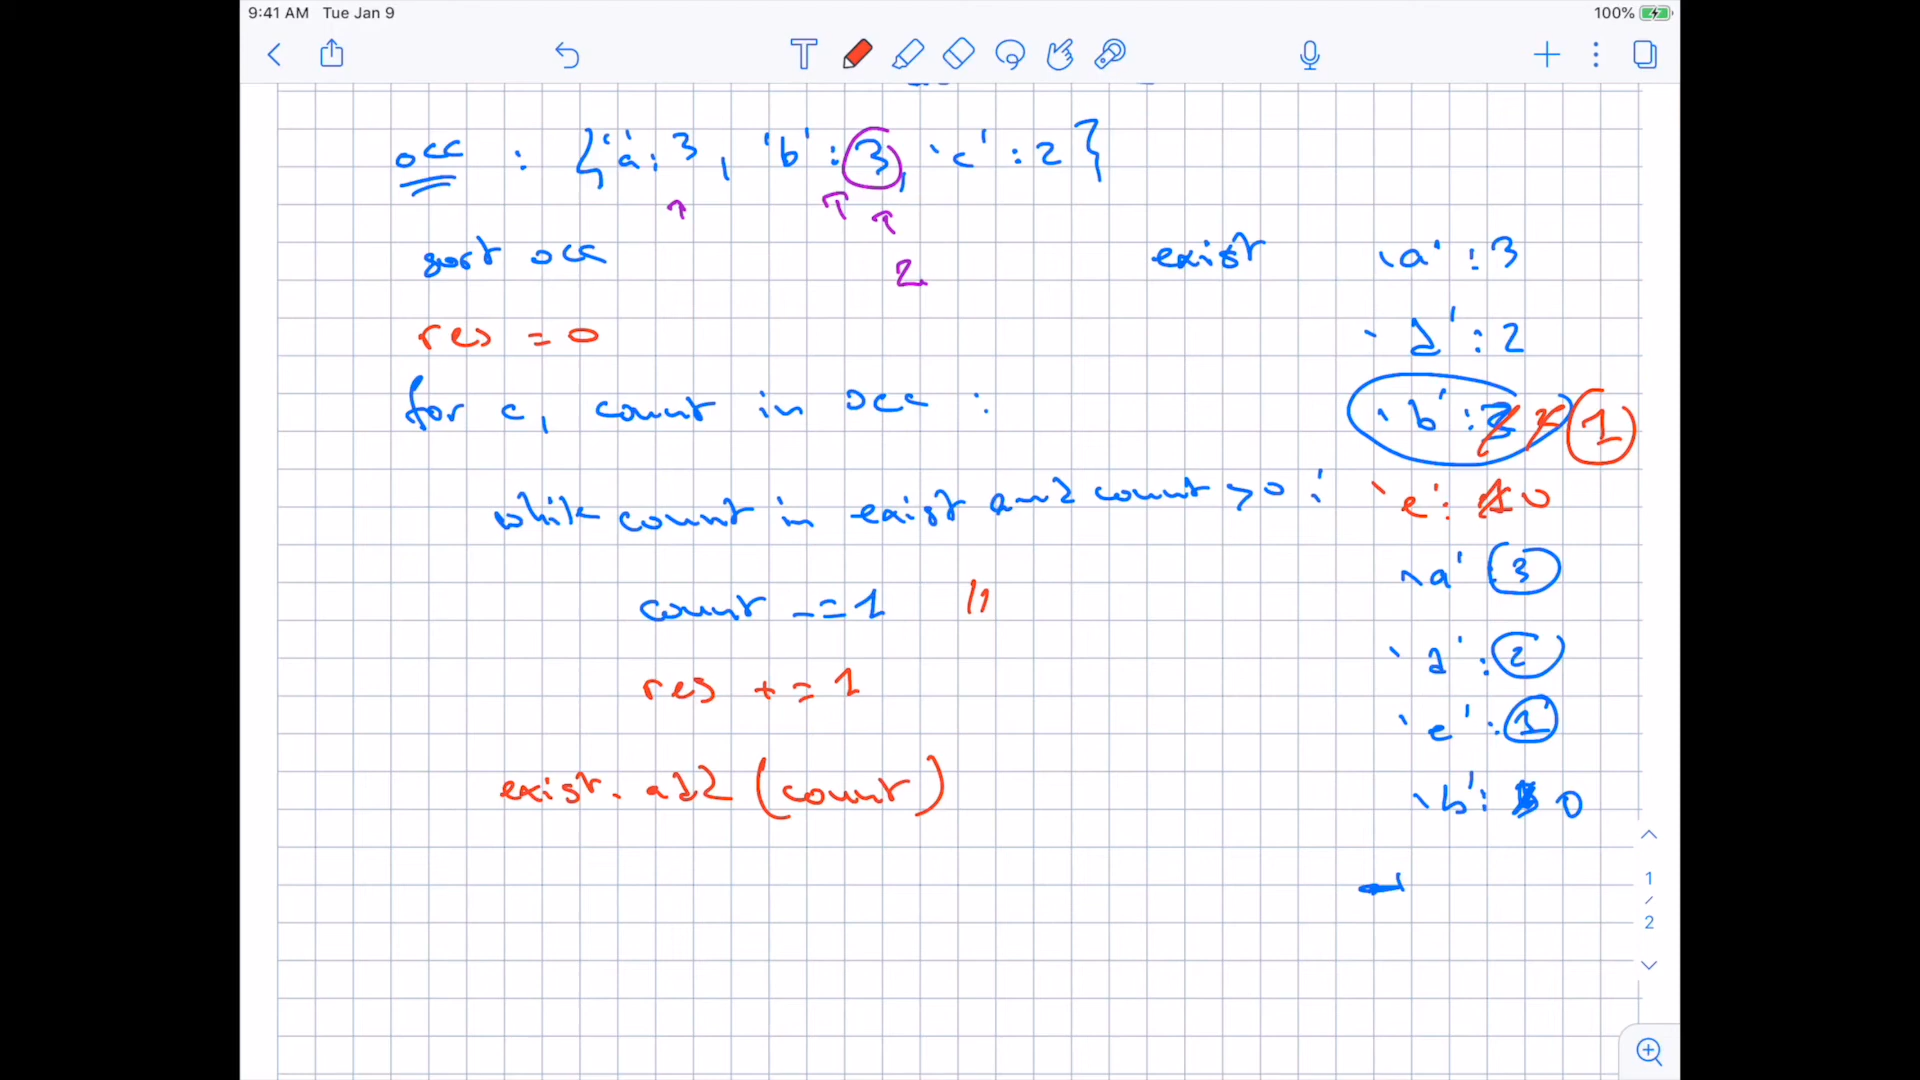 9:41 AM Tue Jan 9 100%
occ : {'a': 3, 'b': 3, 'c': 2}
2
sort occ
exist 'a' : 3
res = 0
'd' : 2
for c, count in occ :
'b' : 1
while count in exist and count > 0 :
'e' : 0
'a' 3
count -= 1 //
'd' : 2
res += 1
'e' : 1
exist. add (count)
'b' : 0
1
/
2